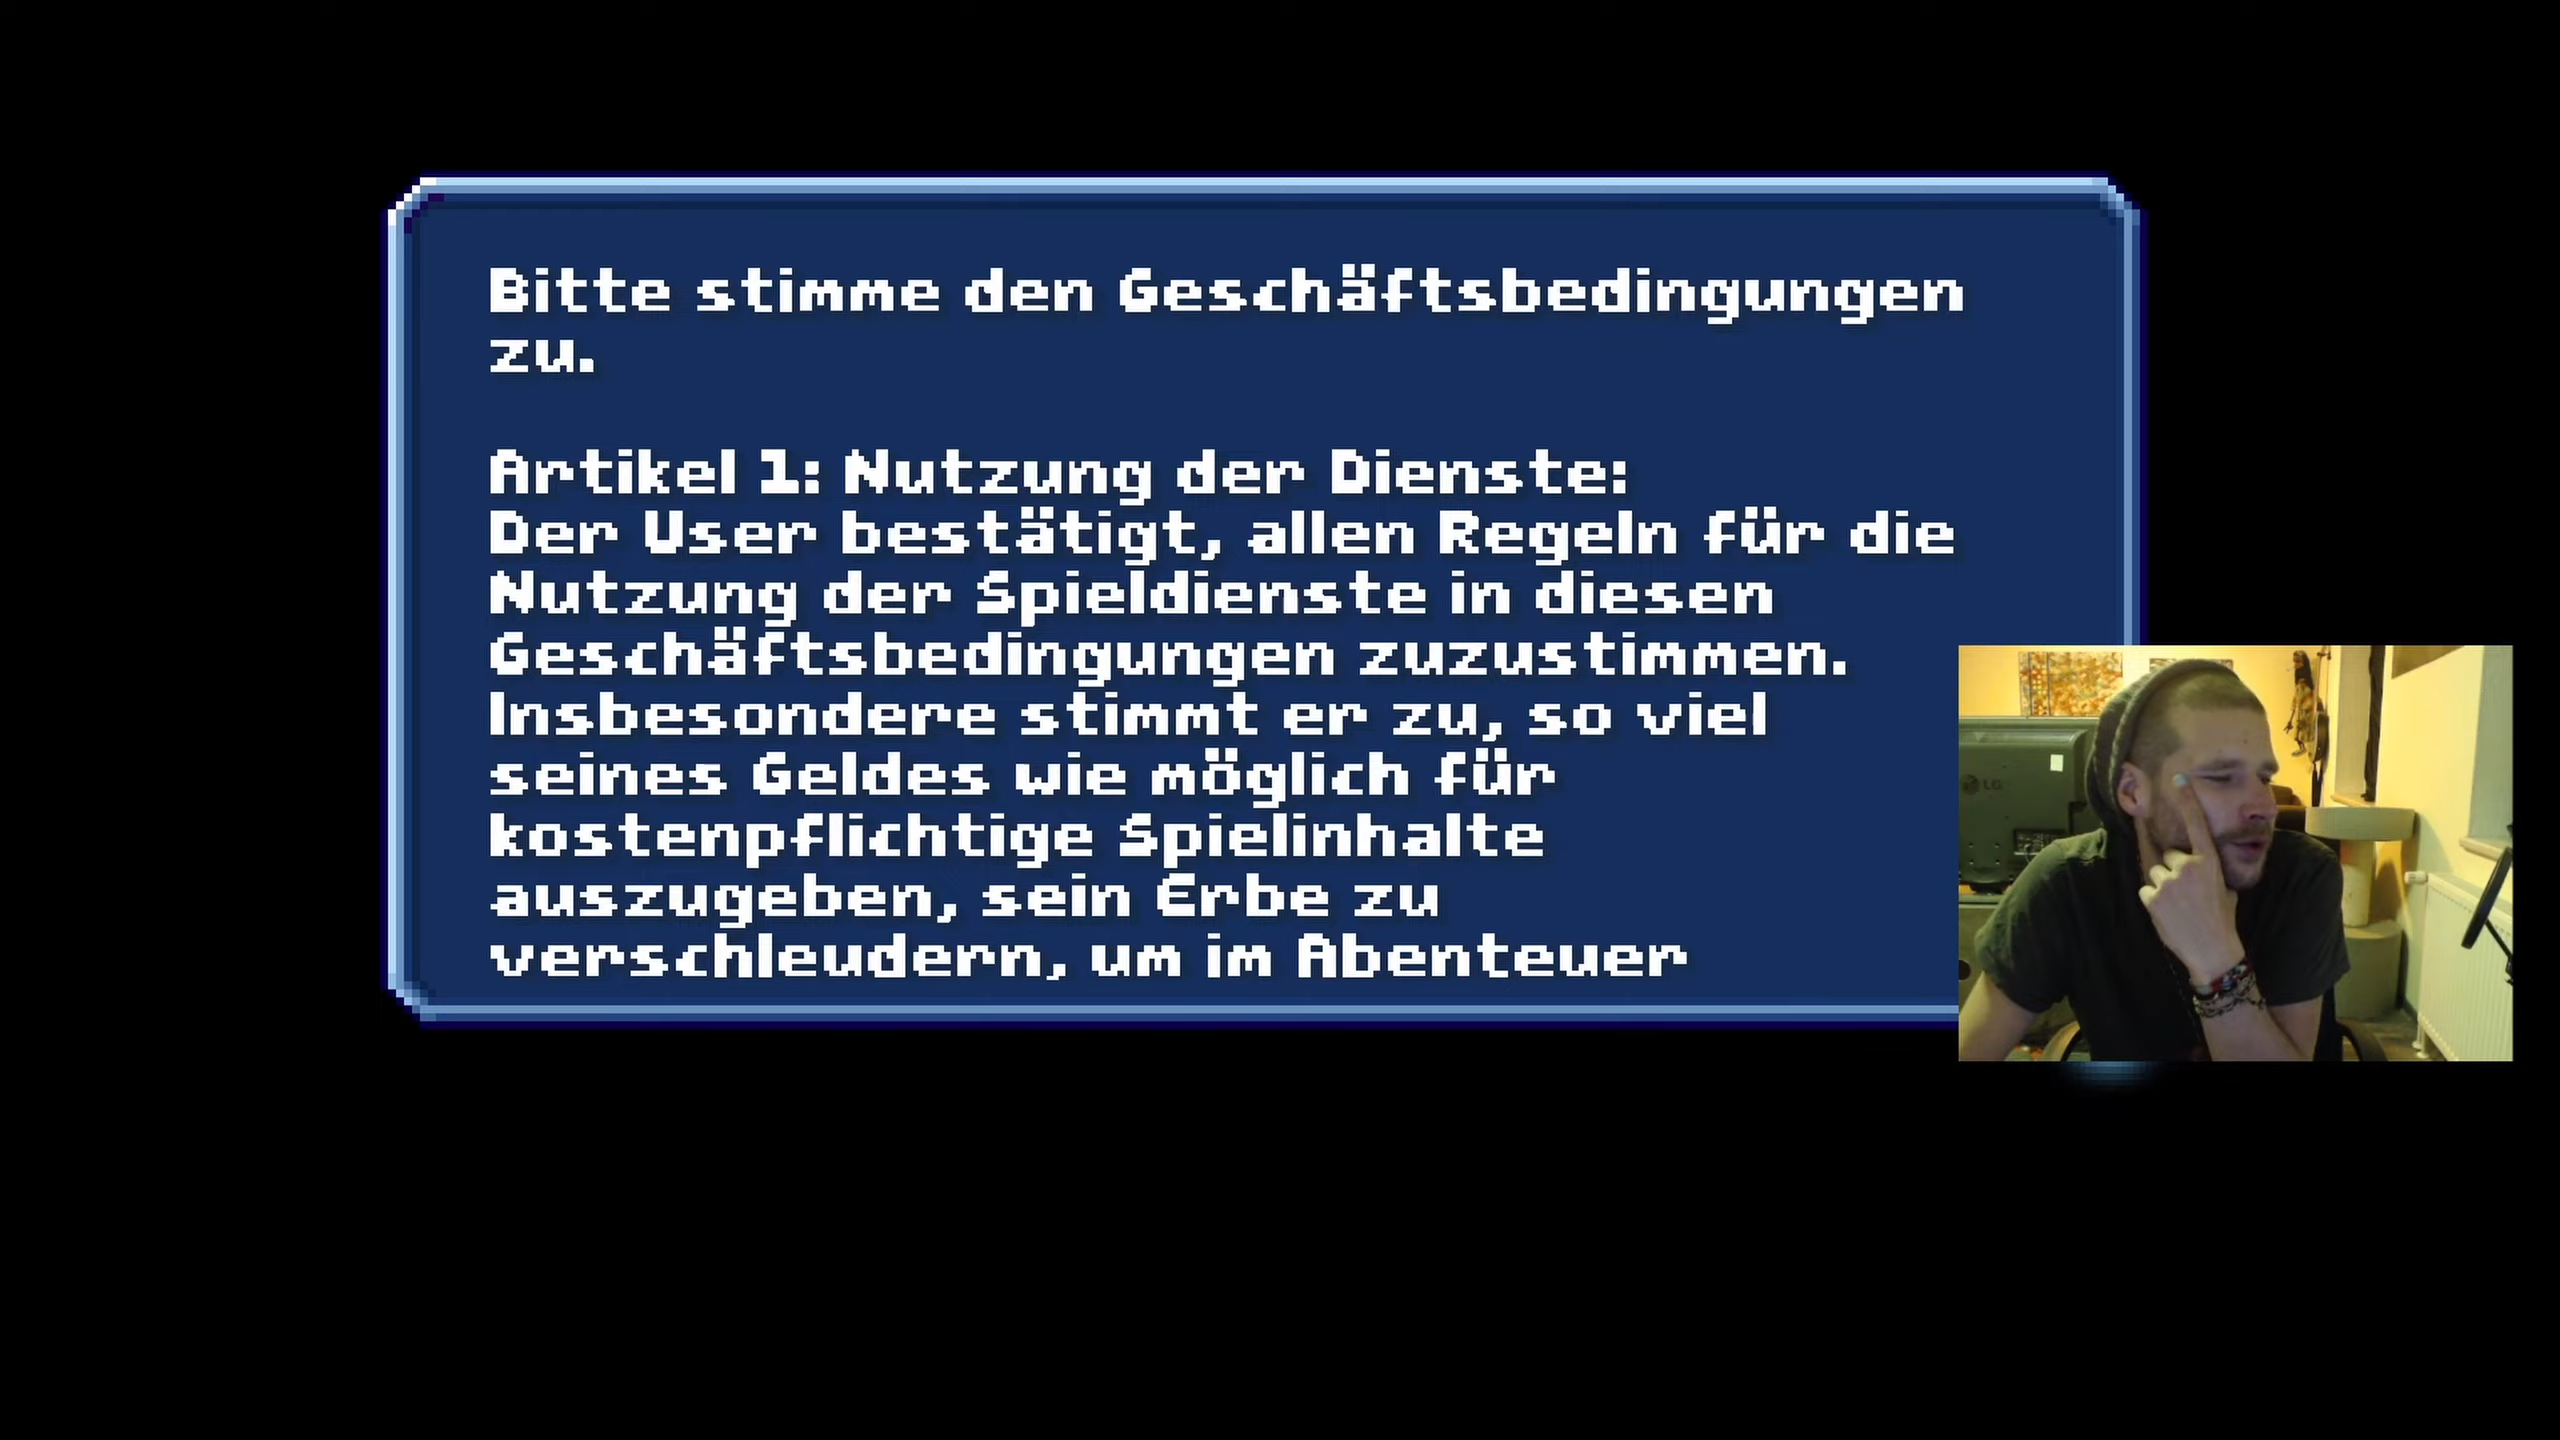 Bitte stimme den Geschäftsbedingungen
zu.
Artikel 1: Nutzung der Dienste:
Der User bestätigt, allen Regeln für die
Nutzung der Spieldienste in diesen
Geschäftsbedingungen zuzustimmen.
Insbesondere stimmt er zu, so viel
seines Geldes wie möglich für
kostenpflichtige Spielinhalte
auszugeben, sein Erbe zu
verschleudern, um im Abenteuer
LG